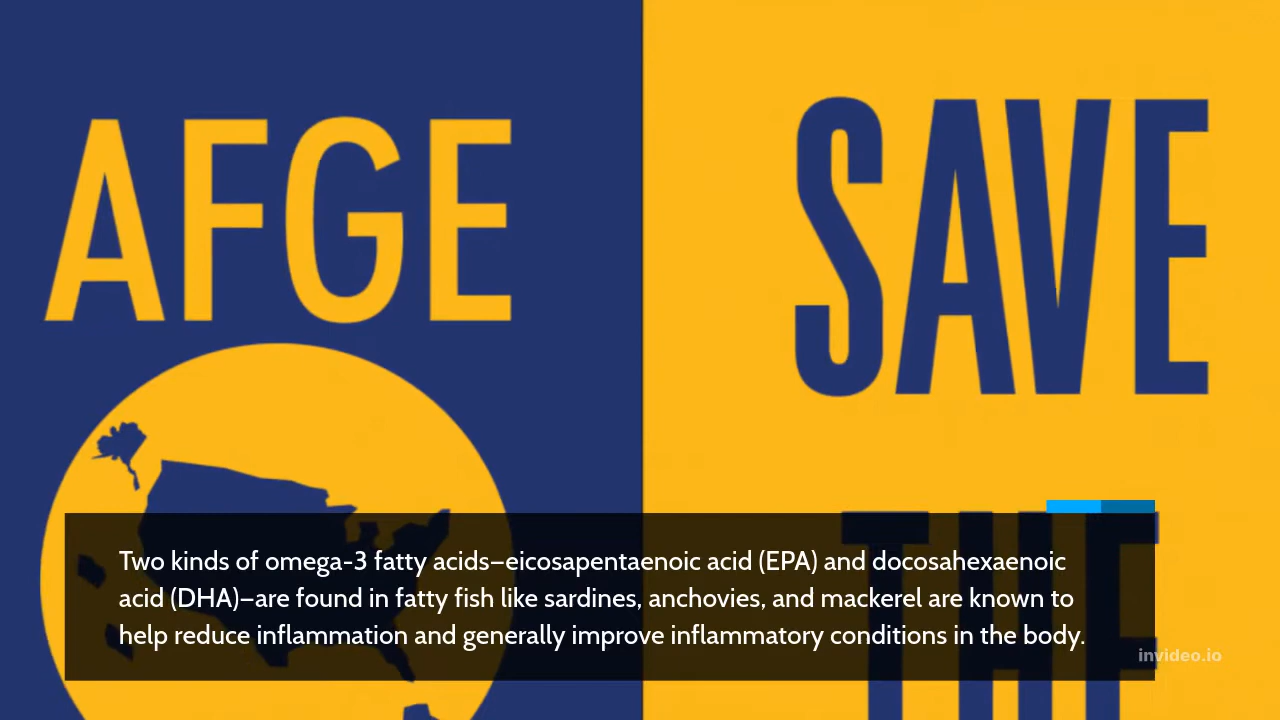 AFGE
SAVE
THE
Two kinds of omega-3 fatty acids–eicosapentaenoic acid (EPA) and docosahexaenoic
acid (DHA)–are found in fatty fish like sardines, anchovies, and mackerel are known to
help reduce inflammation and generally improve inflammatory conditions in the body.
invideo.io